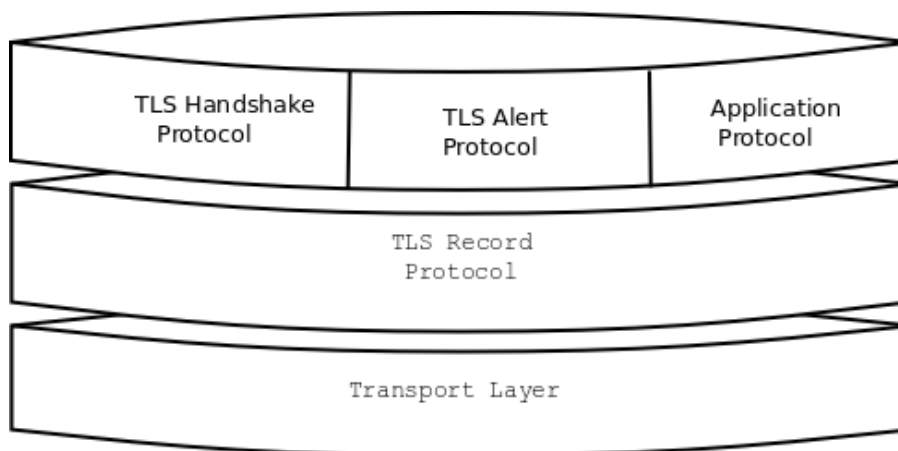 TLS Handshake
Protocol
TLS Alert
Protocol
Application
Protocol
TLS Record
Protocol
Transport Layer